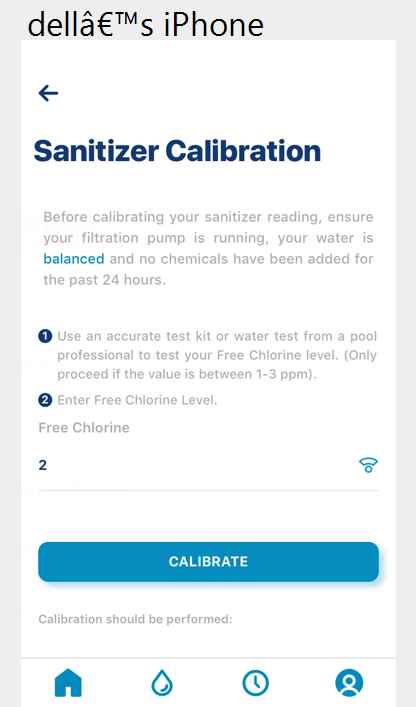 dellâ€™s iPhone
Sanitizer Calibration
Before calibrating your sanitizer reading, ensure
your filtration pump is running, your water is
balanced and no chemicals have been added for
the past 24 hours.
1 Use an accurate test kit or water test from a pool
professional to test your Free Chlorine level. (Only
proceed if the value is between 1-3 ppm).
2 Enter Free Chlorine Level.
Free Chlorine
2
CALIBRATE
Calibration should be performed: